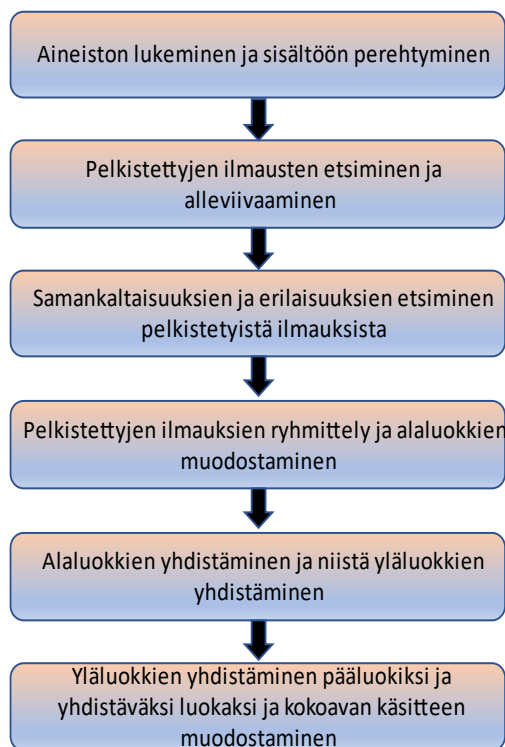 Aineiston lukeminen ja sisältöön perehtyminen
Pelkistettyjen ilmausten etsiminen ja
alleviivaaminen
Samankaltaisuuksien ja erilaisuuksien etsiminen
pelkistetyistä ilmauksista
Pelkistettyjen ilmauksien ryhmittely ja alaluokkien
muodostaminen
Alaluokkien yhdistäminen ja niistä yläluokkien
yhdistäminen
Yläluokkien yhdistäminen pääluokiksi ja
yhdistäväksi luokaksi ja kokoavan käsitteen
muodostaminen